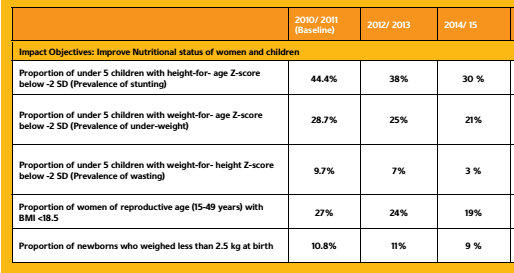 2010/ 2011 2012/ 2013 2014/ 15
(Baseline)
Impact Objectives: Improve Nutritional status of women and children
Proportion of under 5 children with height-for- age Z-score
below -2 SD (Prevalence of stunting) 44.4% 38% 30 %
Proportion of under 5 children with weight-for- age Z-score
below -2 SD (Prevalence of under-weight) 28.7% 25% 21%
Proportion of under 5 children with weight-for- height Z-score
below -2 SD (Prevalence of wasting) 9.7% 7% 3 %
Proportion of women of reproductive age (15-49 years) with
BMI <18.5 27% 24% 19%
Proportion of newborns who weighed less than 2.5 kg at birth 10.8% 11% 9 %